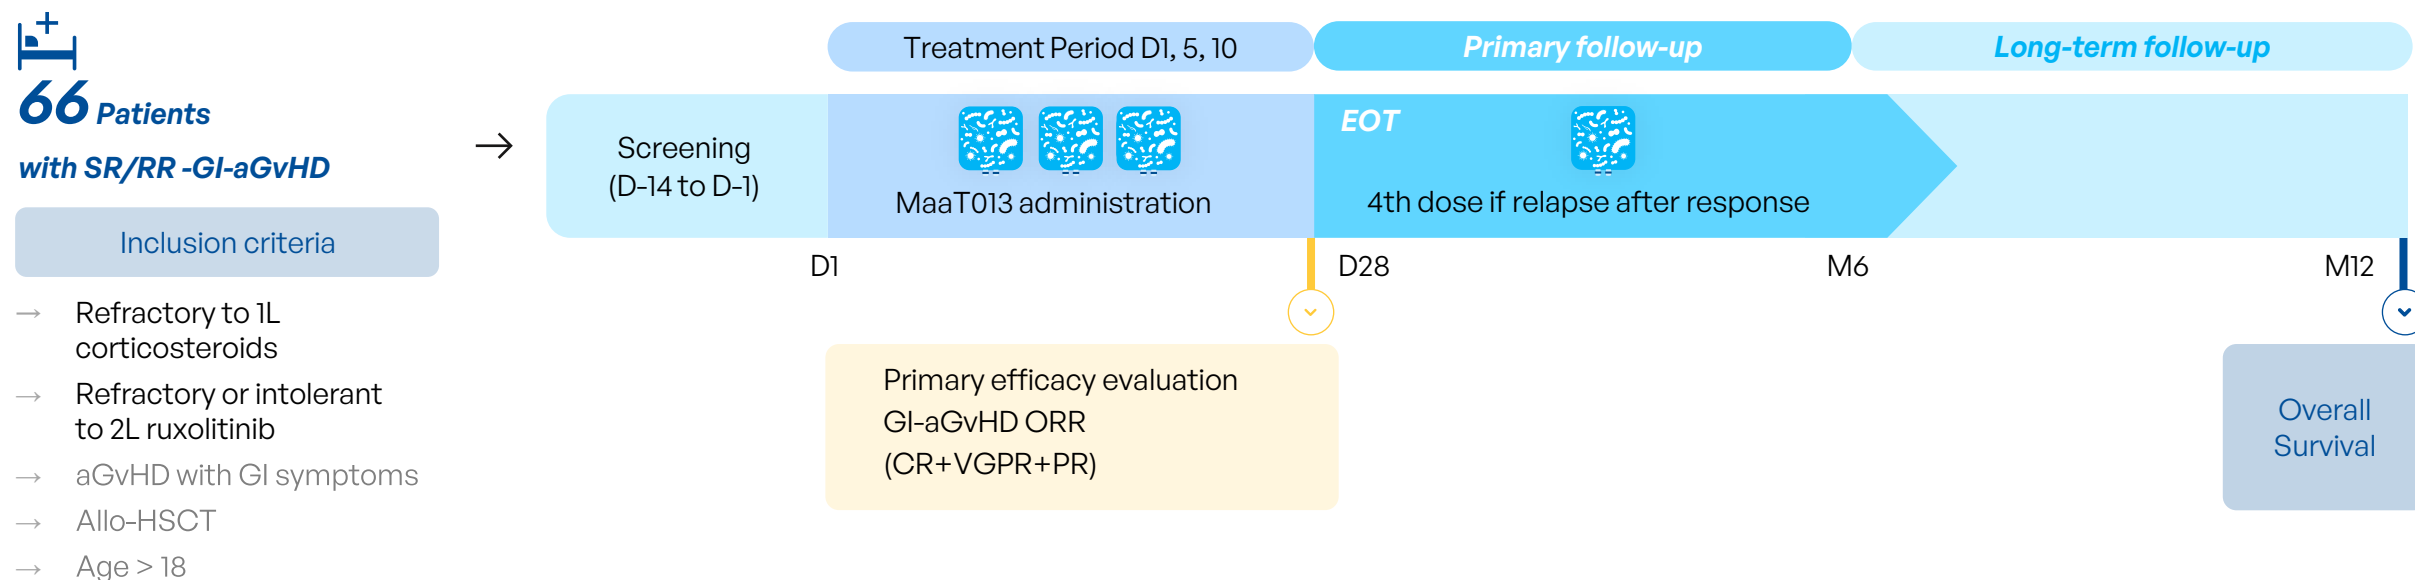 66 Patients
with SR/RR -GI-aGvHD
Inclusion criteria
→ Refractory to 1L
corticosteroids
→ Refractory or intolerant
to 2L ruxolitinib
→ aGvHD with GI symptoms
→ Allo-HSCT
→ Age > 18
→
Treatment Period D1, 5, 10
Primary follow-up
Long-term follow-up
Screening
(D-14 to D-1)
MaaT013 administration
EOT
4th dose if relapse after response
D1
D28
M6
M12
Primary efficacy evaluation
GI-aGvHD ORR
(CR+VGPR+PR)
Overall
Survival